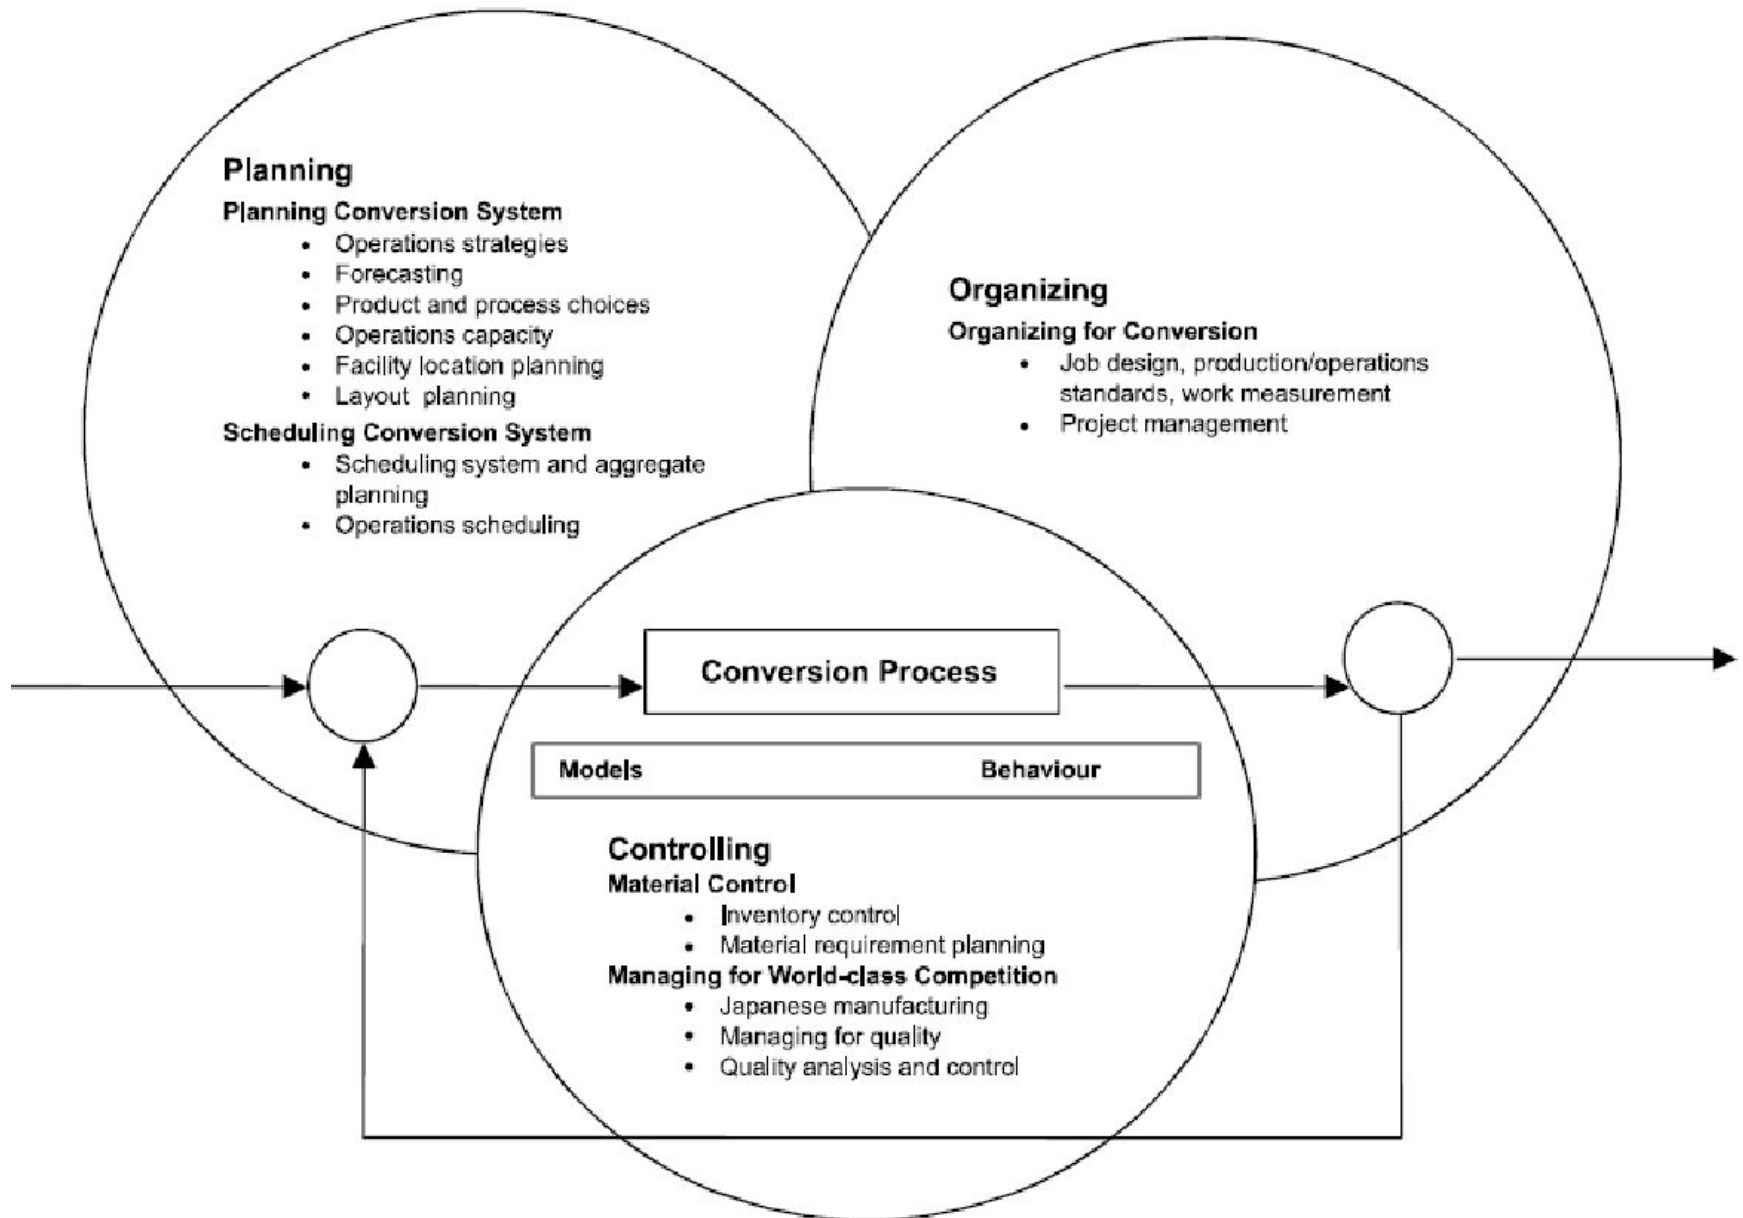 Planning
Planning Conversion System
• Operations strategies
• Forecasting
• Product and process choices
• Operations capacity
• Facility location planning
• Layout planning
Scheduling Conversion System
• Scheduling system and aggregate
planning
• Operations scheduling
Organizing
Organizing for Conversion
• Job design, production/operations
standards, work measurement
• Project management
Conversion Process
Models Behaviour
Controlling
Material Control
• Inventory control
• Material requirement planning
Managing for World-class Competition
• Japanese manufacturing
• Managing for quality
• Quality analysis and control